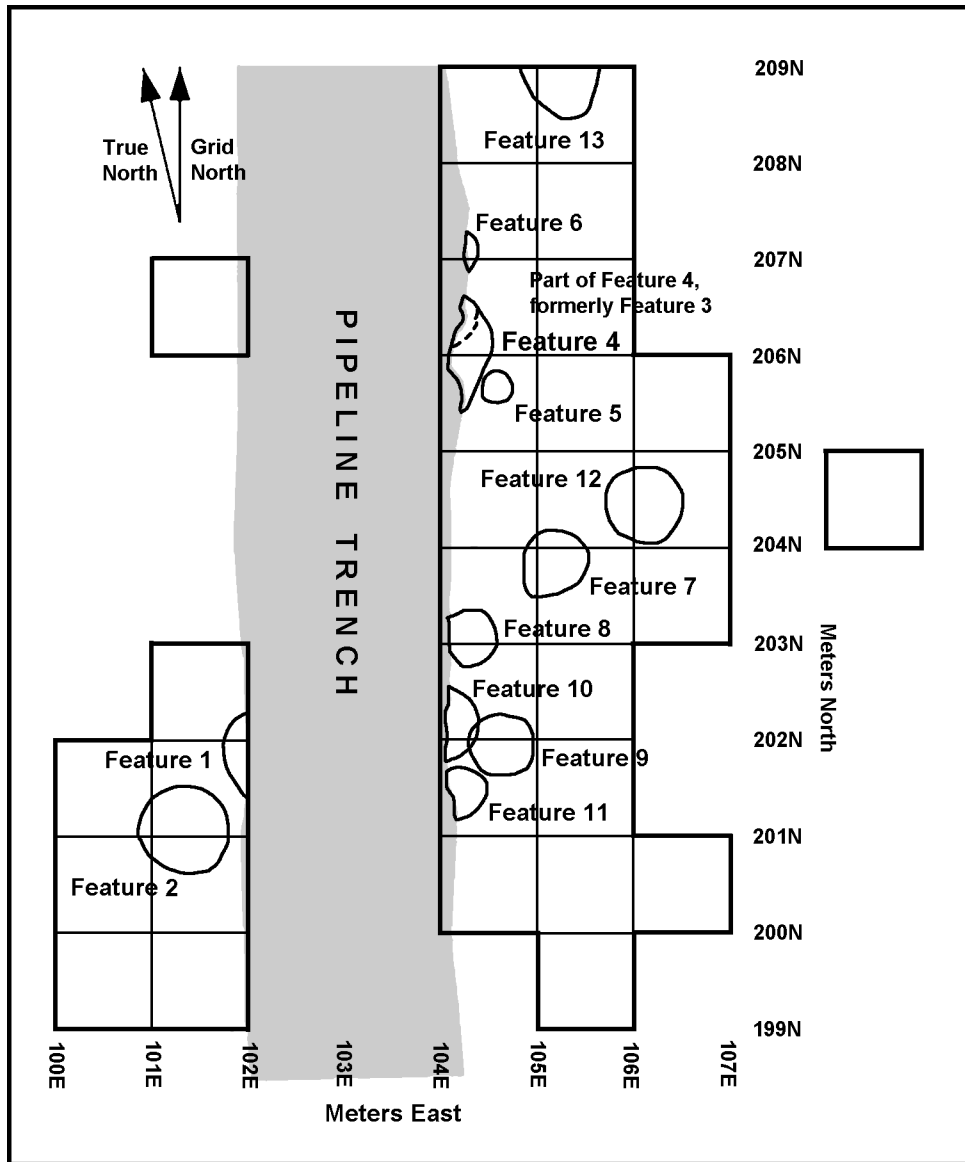 209N
True
North
Grid
North
Feature 13
208N
Feature 6
207N
Part of Feature 4,
formerly Feature 3
PIPELINE TRENCH
Feature 4
206N
Feature 5
205N
Feature 12
204N
Feature 7
Feature 8
203N
Meters North
Feature 10
202N
Feature 1
Feature 9
Feature 11
201N
Feature 2
200N
199N
100E
101E
102E
103E
104E
105E
106E
107E
Meters East